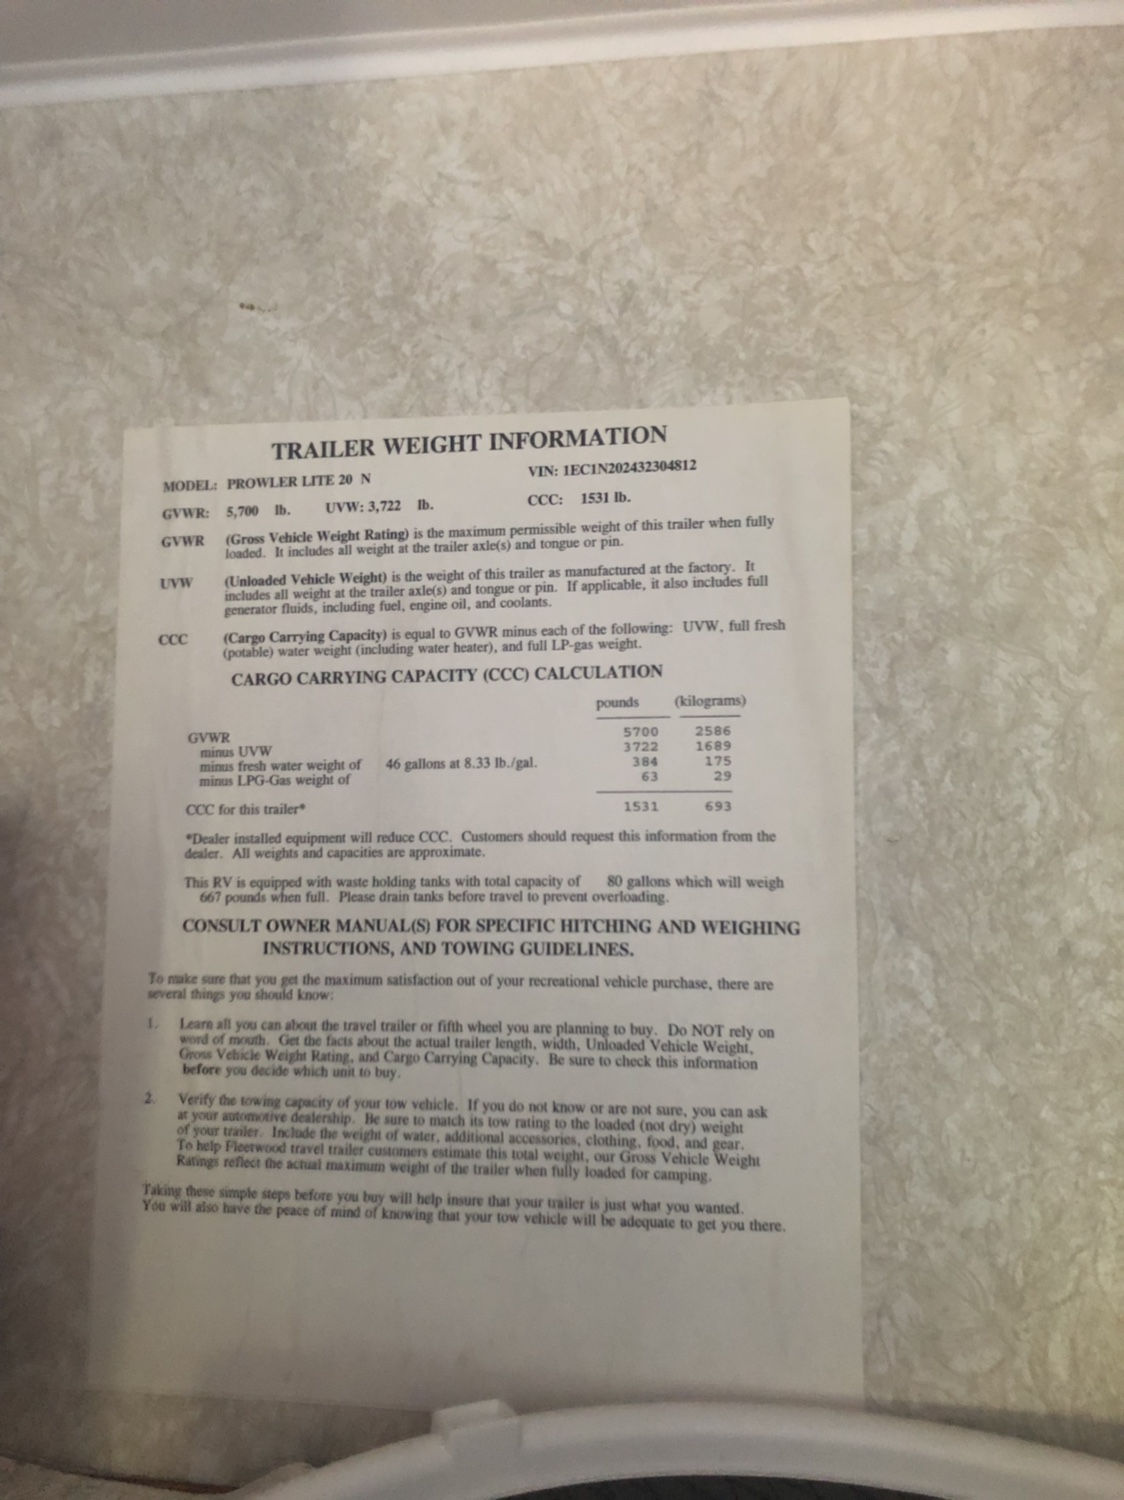 TRAILER WEIGHT INFORMATION
MODEL: PROWLER LITE 20 N VIN: 1EC1N202432304812
GVWR: 5,700 lb. UVW: 3,722 lb. CCC: 1531 lb.
GVWR (Gross Vehicle Weight Rating) is the maximum permissible weight of this trailer when fully
loaded. It includes all weight at the trailer axle(s) and tongue or pin.
UVW (Unloaded Vehicle Weight) is the weight of this trailer as manufactured at the factory. It
includes all weight at the trailer axle(s) and tongue or pin. If applicable, it also includes full
generator fluids, including fuel, engine oil, and coolants.
CCC (Cargo Carrying Capacity) is equal to GVWR minus each of the following: UVW, full fresh
(potable) water weight (including water heater), and full LP-gas weight.
CARGO CARRYING CAPACITY (CCC) CALCULATION
pounds (kilograms)
GVWR 5700 2586
minus UVW 3722 1689
minus fresh water weight of 46 gallons at 8.33 lb./gal. 384 175
minus LPG-Gas weight of 63 29
CCC for this trailer* 1531 693
*Dealer installed equipment will reduce CCC. Customers should request this information from the
dealer. All weights and capacities are approximate.
This RV is equipped with waste holding tanks with total capacity of 80 gallons which will weigh
667 pounds when full. Please drain tanks before travel to prevent overloading.
CONSULT OWNER MANUAL(S) FOR SPECIFIC HITCHING AND WEIGHING
INSTRUCTIONS, AND TOWING GUIDELINES.
To make sure that you get the maximum satisfaction out of your recreational vehicle purchase, there are
several things you should know:
1. Learn all you can about the travel trailer or fifth wheel you are planning to buy. Do NOT rely on
word of mouth. Get the facts about the actual trailer length, width, Unloaded Vehicle Weight,
Gross Vehicle Weight Rating, and Cargo Carrying Capacity. Be sure to check this information
before you decide which unit to buy.
2. Verify the towing capacity of your tow vehicle. If you do not know or are not sure, you can ask
at your automotive dealership. Be sure to match its tow rating to the loaded (not dry) weight
of your trailer. Include the weight of water, additional accessories, clothing, food, and gear.
To help Fleetwood travel trailer customers estimate this total weight, our Gross Vehicle Weight
Ratings reflect the actual maximum weight of the trailer when fully loaded for camping.
Taking these simple steps before you buy will help insure that your trailer is just what you wanted.
You will also have the peace of mind of knowing that your tow vehicle will be adequate to get you there.